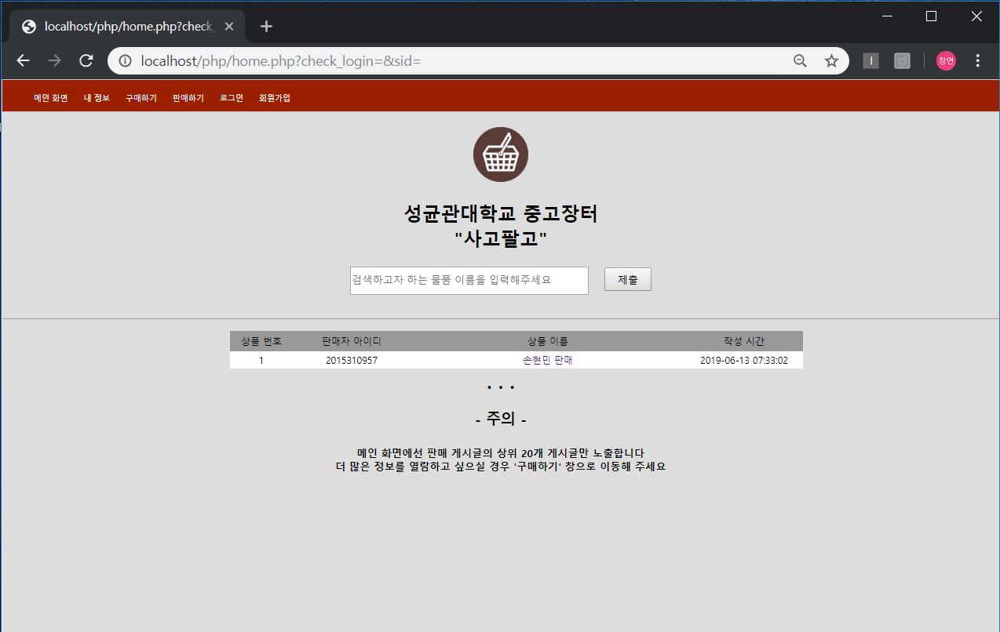 localhost/php/home.php?check_
localhost/php/home.php?check_login=&sid=
창연
메인 화면 내 정보 구매하기 판매하기 로그인 회원가입
성균관대학교 중고장터
"사고팔고"
검색하고자 하는 물품 이름을 입력해주세요 제출
상품 번호 판매자 아이디 상품 이름 작성 시간
1 2015310957 손현민 판매 2019-06-13 07:33:02
• • •
- 주의 -
메인 화면에선 판매 게시글의 상위 20개 게시글만 노출합니다
더 많은 정보를 열람하고 싶으실 경우 '구매하기' 창으로 이동해 주세요